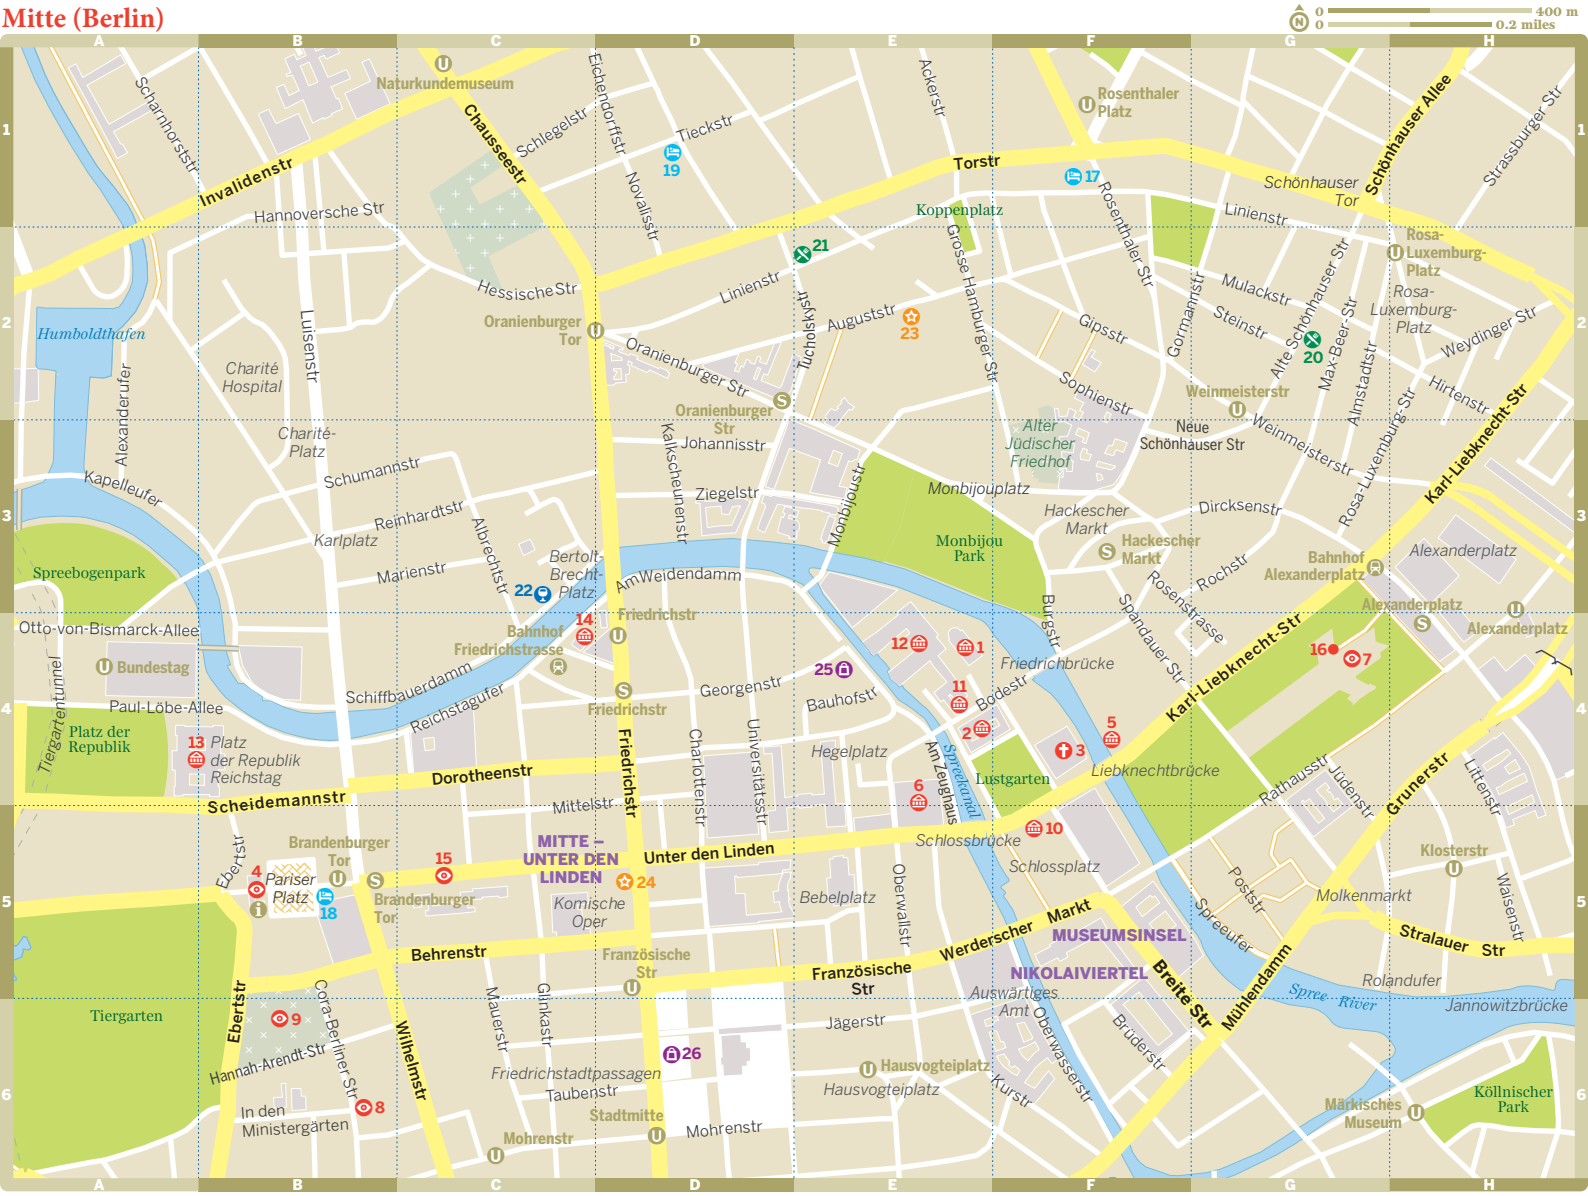 Mitte (Berlin)
0 400 m
N
0 0.2 miles
A B C D E F G H
1
1
Naturkundemuseum
U
Scharnhorststr
Invalidenstr
Hannoversche Str
Chausseestr
Schlegelstr
Eichendorffstr
Tieckstr
19
Novalisstr
Ackerstr
Torstr
Koppenplatz
U
Rosenthaler
Platz
17
Rosenthaler Str
Schönhauser
Tor
Schönhauser Allee
Strassburger Str
Linienstr
2
2
Humboldthafen
Alexanderufer
Charité
Hospital
Luisenstr
Hessische Str
Oranienburger
Tor
U
Oranienburger Str
Linienstr
21
Tucholskystr
Auguststr
23
Grosse Hamburger Str
Oranienburger
Str
S
Gipsstr
Sophienstr
Gormannstr
Mulackstr
Steinstr
Alte Schönhauser Str
20
Max-Beer-Str
Almstadtstr
U
Rosa-
Luxemburg-
Platz
Rosa-
Luxemburg-
Platz
Weydinger Str
Hirtenstr
Weinmeisterstr
U
Weinmeisterstr
Neue
Schönhauser Str
Rosa-Luxemburg-Str
Karl-Liebknecht-Str
3
3
Charité-
Platz
Kapelleufer
Schumannstr
Reinhardtstr
Karlplatz
Marienstr
Albrechtstr
Bertolt-
Brecht-
Platz
22
Spreebogenpark
Kalkscheunenstr
Johannisstr
Ziegelstr
Am Weidendamm
Monbijoustr
Monbijouplatz
Monbijou
Park
Alter
Jüdischer
Friedhof
Hackescher
Markt
S
Hackescher
Markt
Dircksenstr
Rochstr
Rosenstrasse
Spandauer Str
Burgstr
Bahnhof
Alexanderplatz
Alexanderplatz
4
4
Otto-von-Bismarck-Allee
U Bundestag
Paul-Löbe-Allee
Tiergartentunnel
Platz der
Republik
13 Platz
der Republik
Reichstag
Scheidemannstr
Schiffbauerdamm
Reichstagufer
Dorotheenstr
14
Bahnhof
Friedrichstrasse
U
Friedrichstr
S
Friedrichstr
Friedrichstr
Georgenstr
Charlottenstr
Universitätsstr
25
Bauhofstr
Hegelplatz
12
1
11
2
Bodestr
Friedrichbrücke
Am Zeughaus
Spreekanal
Lustgarten
6
3
5
Liebknechtbrücke
Karl-Liebknecht-Str
16
7
Alexanderplatz
S
U
Alexanderplatz
Rathausstr
Jüdenstr
Grunerstr
Littenstr
5
5
Ebertstr
4
Pariser
Platz
i
18
Brandenburger
Tor
U
S
Brandenburger
Tor
15
Mittelstr
MITTE –
UNTER DEN
LINDEN
24
Unter den Linden
Komische
Oper
Behrenstr
Französische
Str
U
Französische
Str
Bebelplatz
Oberwallstr
Schlossbrücke
10
Schlossplatz
Werderscher Markt
MUSEUMSINSEL
NIKOLAIVIERTEL
Breite Str
Spreeufer
Poststr
Mühlendamm
Molkenmarkt
Klosterstr
U
Waisenstr
Stralauer Str
Rolandufer
Spree River
Jannowitzbrücke
6
6
Tiergarten
Ebertstr
9
Cora-Berliner Str
Hannah-Arendt-Str
In den
Ministergärten
8
Wilhelmstr
Mauerstr
Glinkastr
Friedrichstadtpassagen
26
Taubenstr
Stadtmitte
U
Mohrenstr
U
Mohrenstr
Jägerstr
U Hausvogteiplatz
Hausvogteiplatz
Auswärtiges
Amt
Kurstr
Oberwasserstr
Brüderstr
Märkisches
Museum
U
Köllnischer
Park
A B C D E F G H